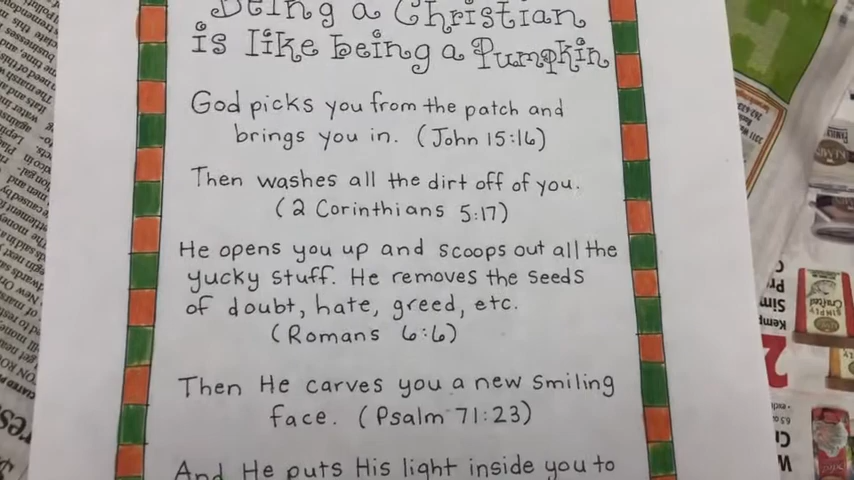 Being a Christian
is like being a Pumpkin
God picks you from the patch and
brings you in. (John 15:16)
Then washes all the dirt off of you.
(2 Corinthians 5:17)
He opens you up and scoops out all the
yucky stuff. He removes the seeds
of doubt, hate, greed, etc.
(Romans 6:6)
Then He carves you a new smiling
face. (Psalm 71:23)
And He puts His light inside you to